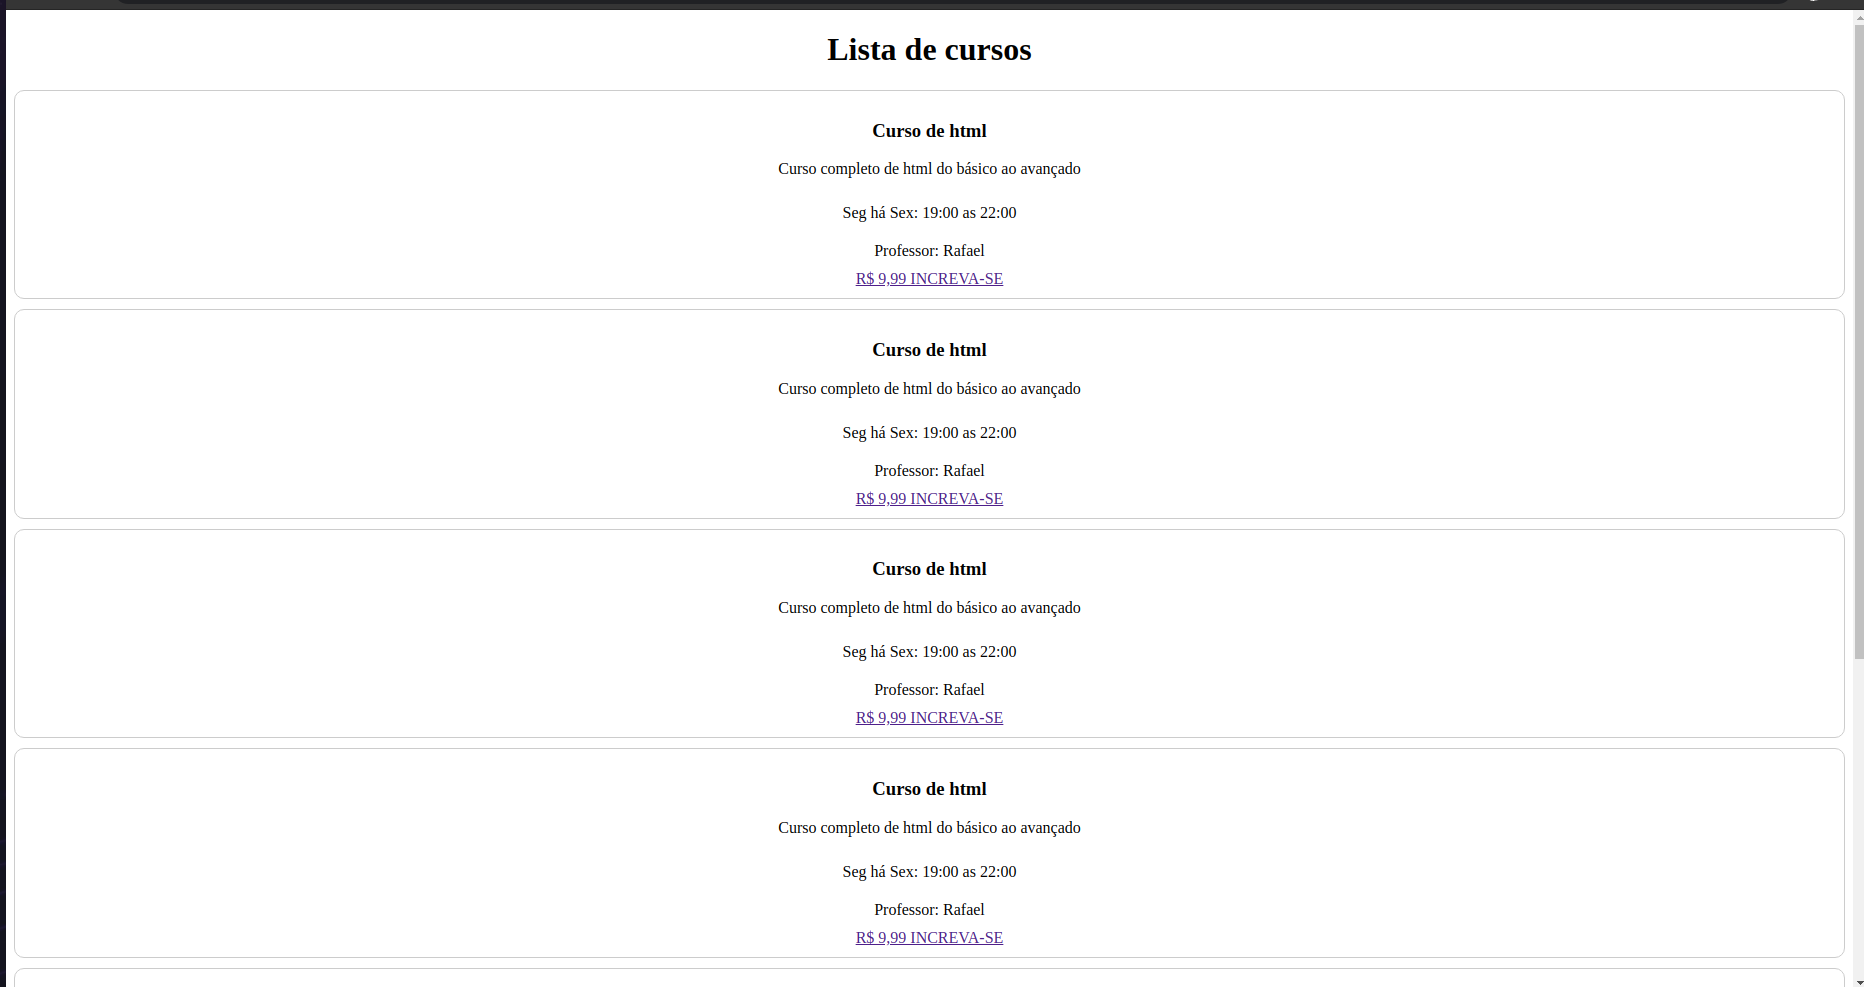 Lista de cursos
Curso de html
Curso completo de html do básico ao avançado
Seg há Sex: 19:00 as 22:00
Professor: Rafael
R$ 9,99 INCREVA-SE
Curso de html
Curso completo de html do básico ao avançado
Seg há Sex: 19:00 as 22:00
Professor: Rafael
R$ 9,99 INCREVA-SE
Curso de html
Curso completo de html do básico ao avançado
Seg há Sex: 19:00 as 22:00
Professor: Rafael
R$ 9,99 INCREVA-SE
Curso de html
Curso completo de html do básico ao avançado
Seg há Sex: 19:00 as 22:00
Professor: Rafael
R$ 9,99 INCREVA-SE